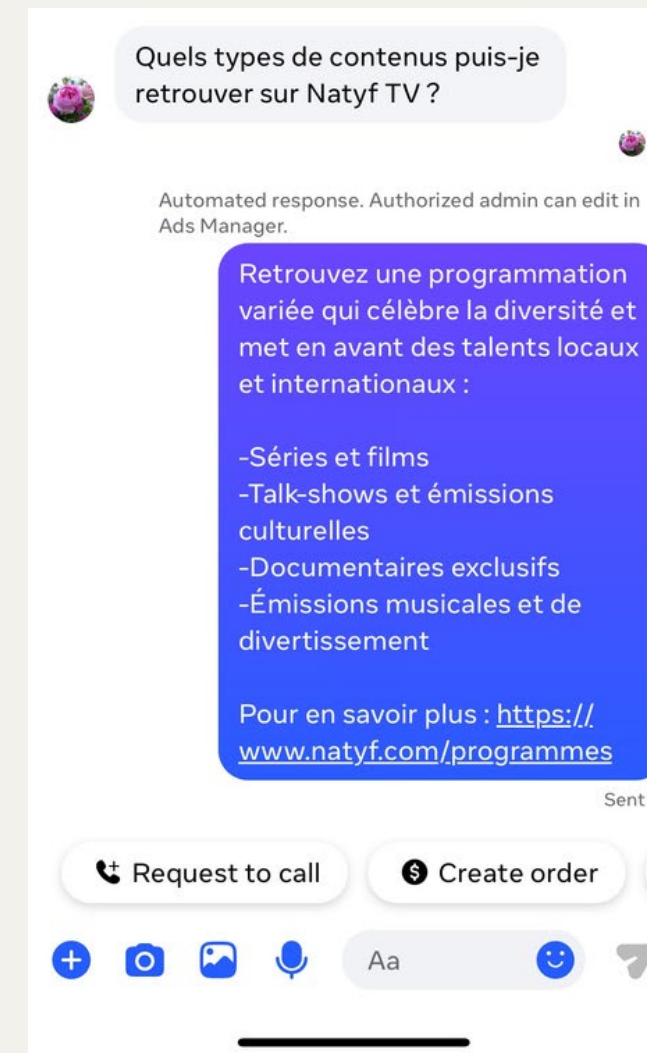 Quels types de contenus puis-je
retrouver sur Natyf TV ?
Automated response. Authorized admin can edit in
Ads Manager.
Retrouvez une programmation
variée qui célèbre la diversité et
met en avant des talents locaux
et internationaux :
-Séries et films
-Talk-shows et émissions
culturelles
-Documentaires exclusifs
-Émissions musicales et de
divertissement
Pour en savoir plus : https://
www.natyf.com/programmes
Sent
Request to call
Create order
Aa